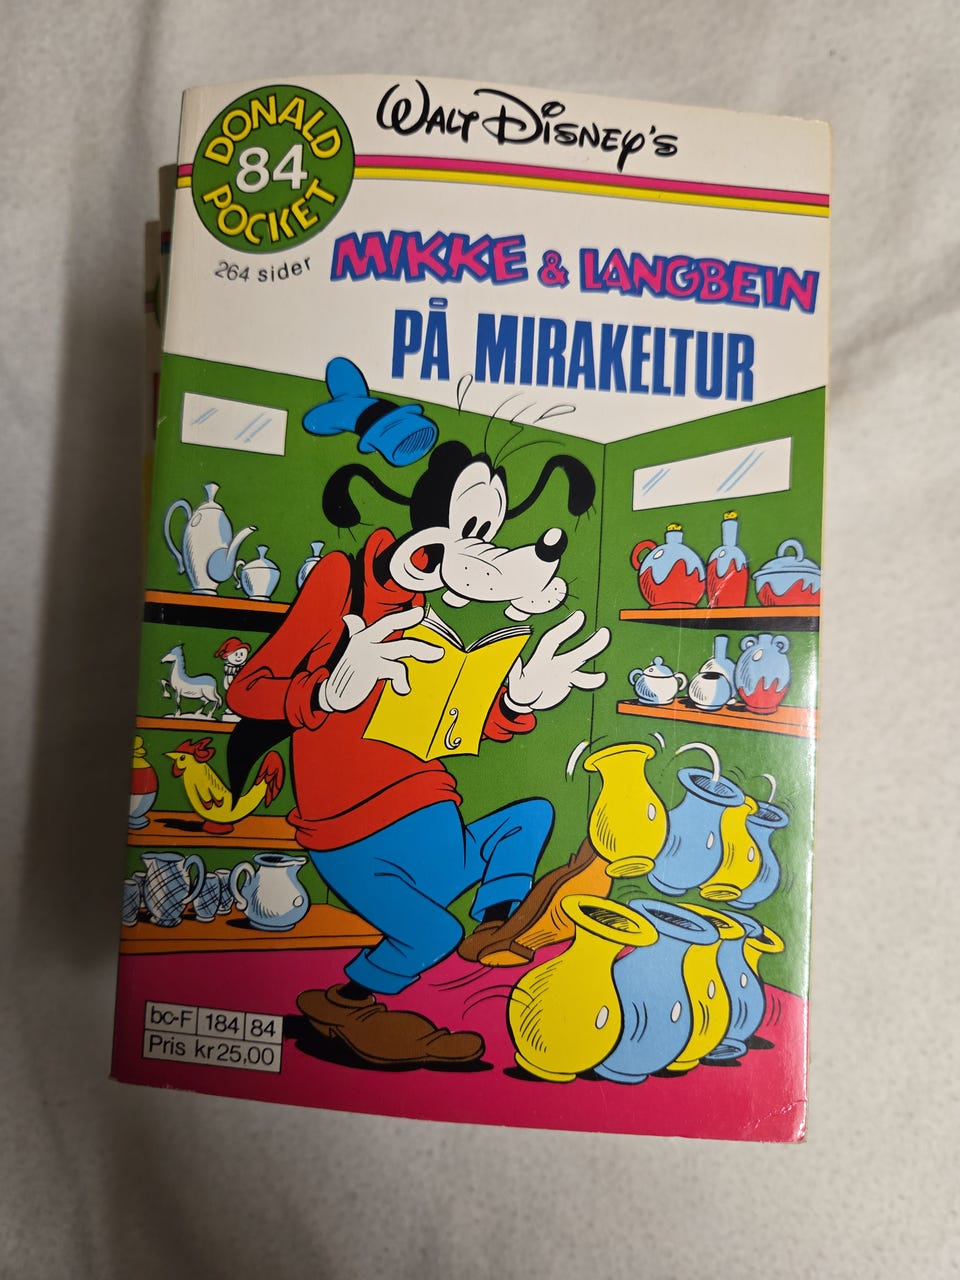 DONALD
84
POCKET
264 sider
WALT DISNEY'S
MIKKE & LANGBEIN
PÅ MIRAKELTUR
bc-F 184 84
Pris kr 25,00